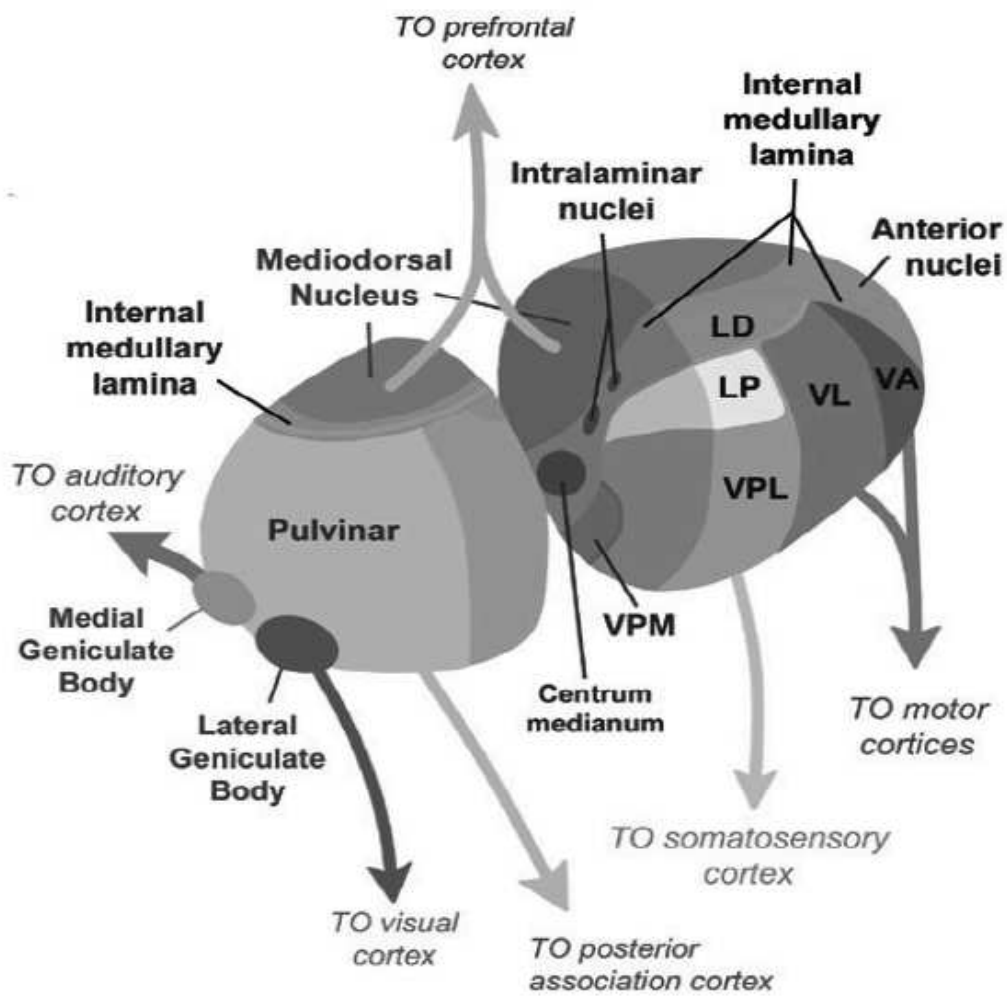 TO prefrontal
cortex
Internal
medullary
lamina
Intralaminar
nuclei
Anterior
nuclei
Mediodorsal
Nucleus
Internal
medullary
lamina
LD
LP
VL
VA
TO auditory
cortex
Pulvinar
VPL
Medial
Geniculate
Body
VPM
Centrum
medianum
Lateral
Geniculate
Body
TO motor
cortices
TO somatosensory
cortex
TO visual
cortex
TO posterior
association cortex